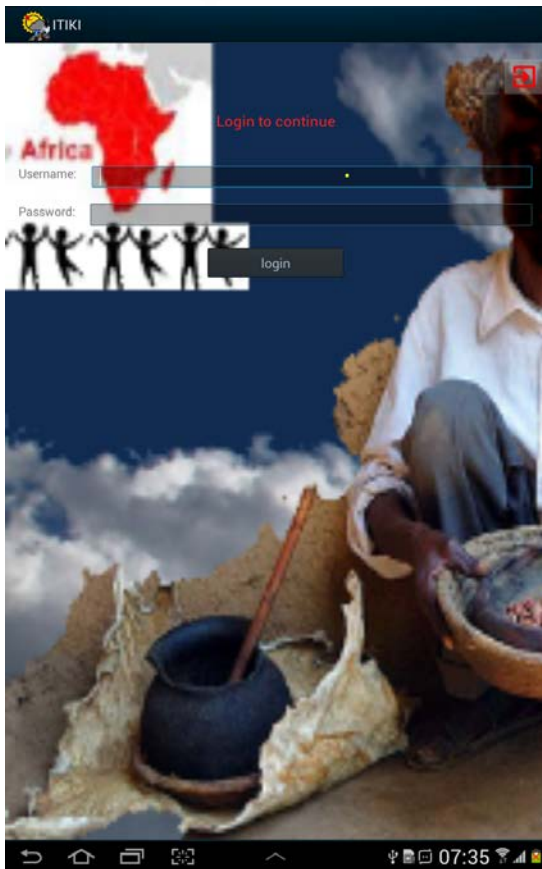 ITIKI
Login to continue
Africa
Username:
Password:
login
07:35